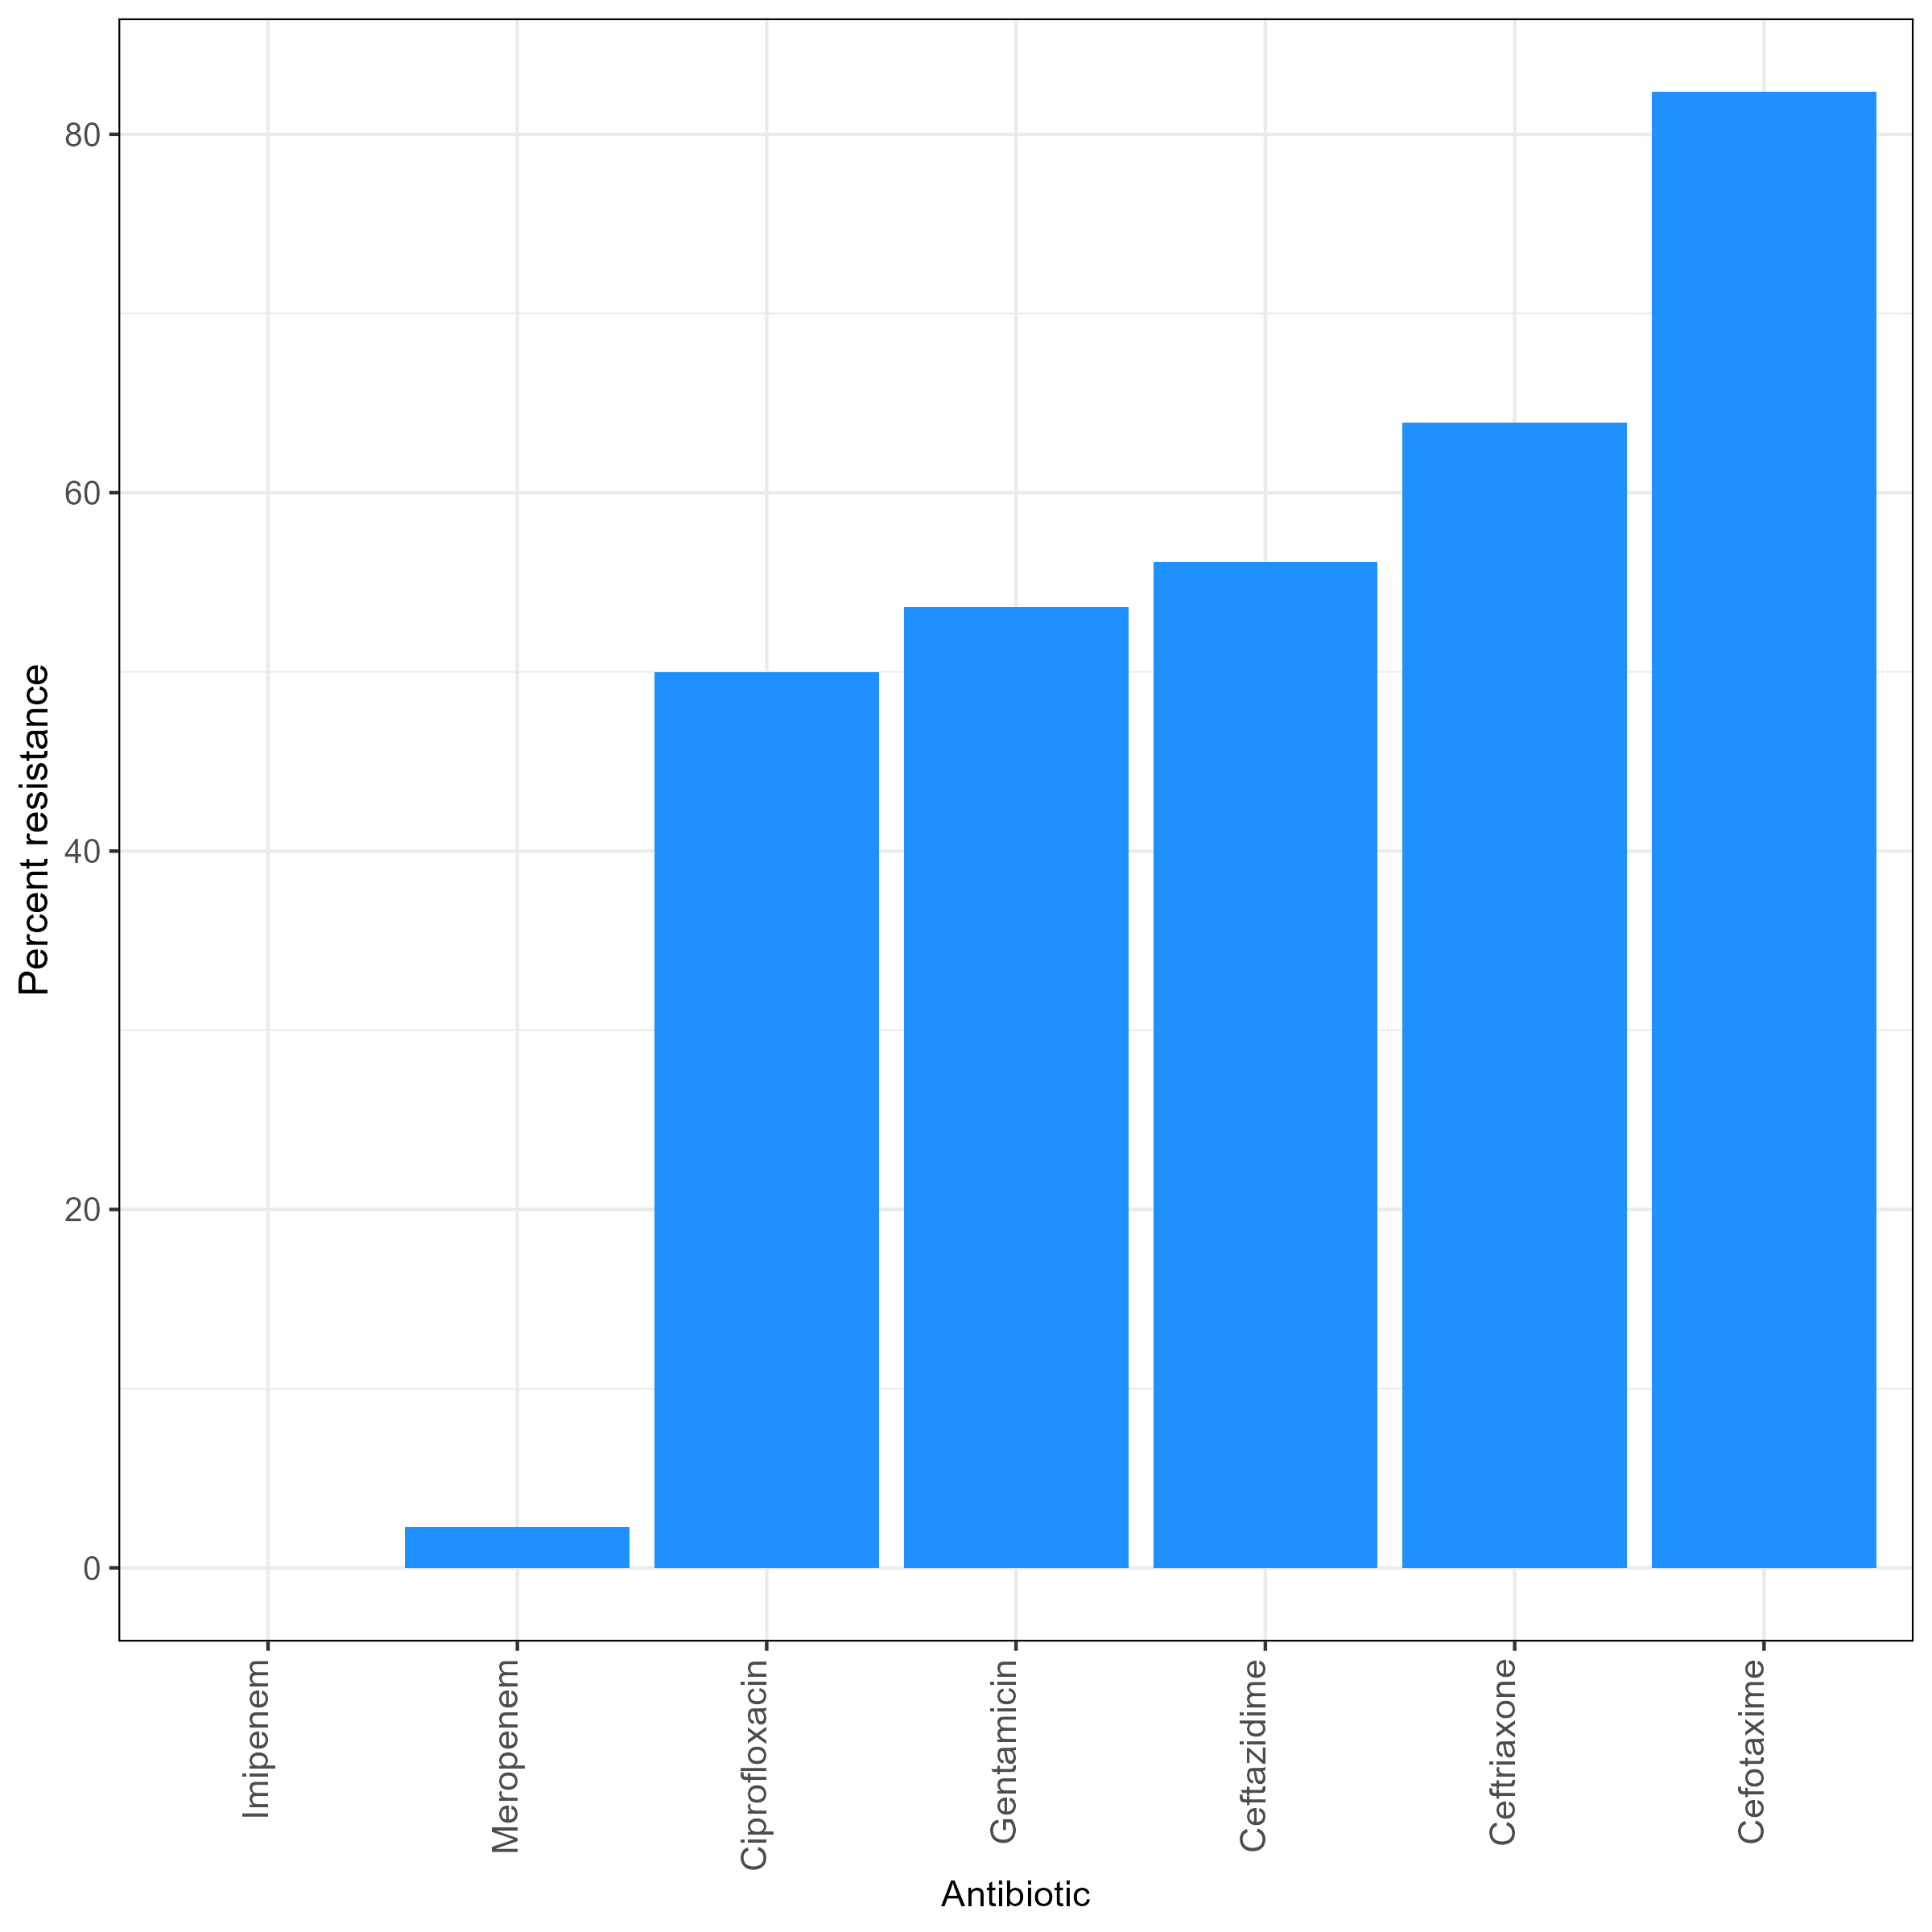 Percent resistance
80
60
40
20
0
Imipenem
Meropenem
Ciprofloxacin
Gentamicin
Ceftazidime
Ceftriaxone
Cefotaxime
Antibiotic